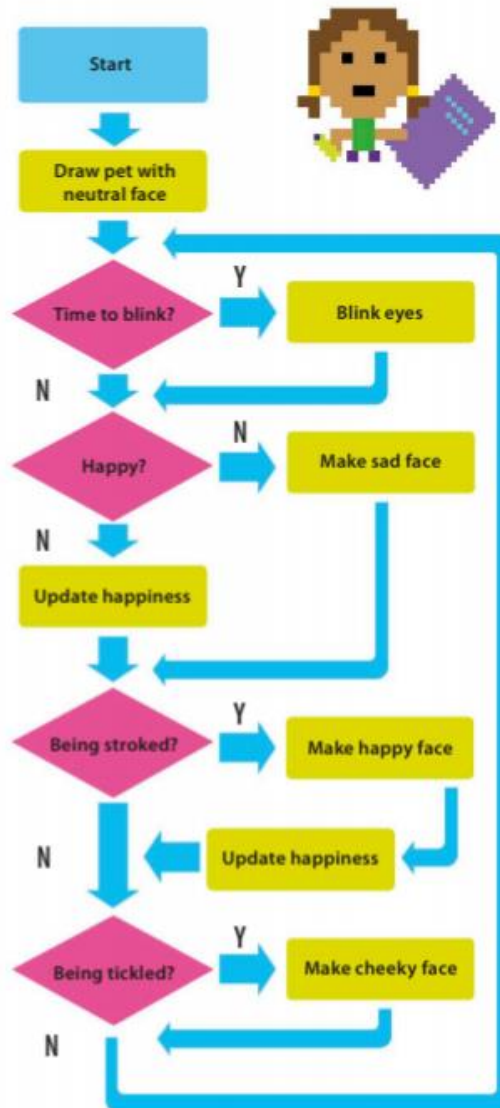 Start
Draw pet with
neutral face
Time to blink?
Y
Blink eyes
N
Happy?
N
Make sad face
N
Update happiness
Being stroked?
Y
Make happy face
N
Update happiness
Being tickled?
Y
Make cheeky face
N